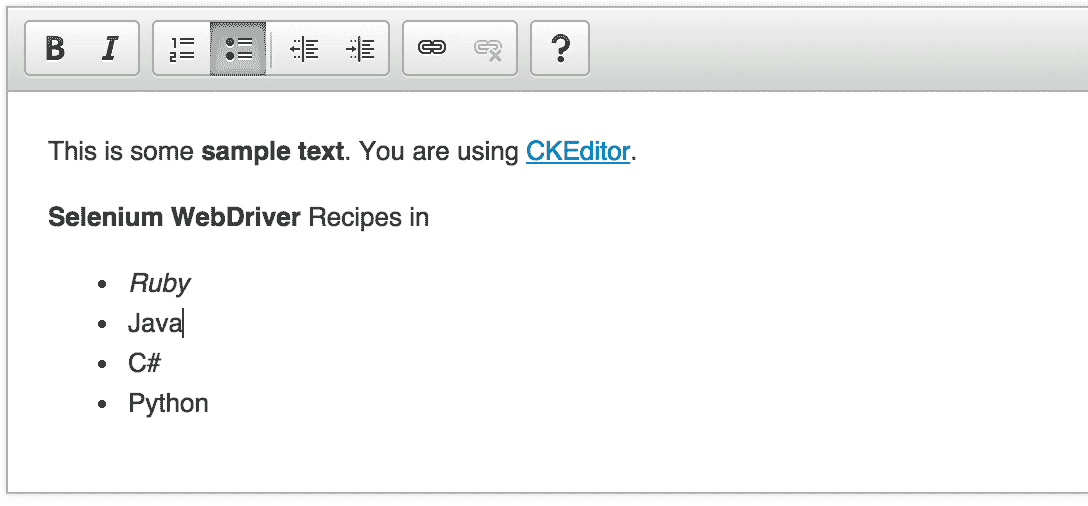 B I ?
This is some sample text. You are using CKEditor.
Selenium WebDriver Recipes in
• Ruby
• Java
• C#
• Python